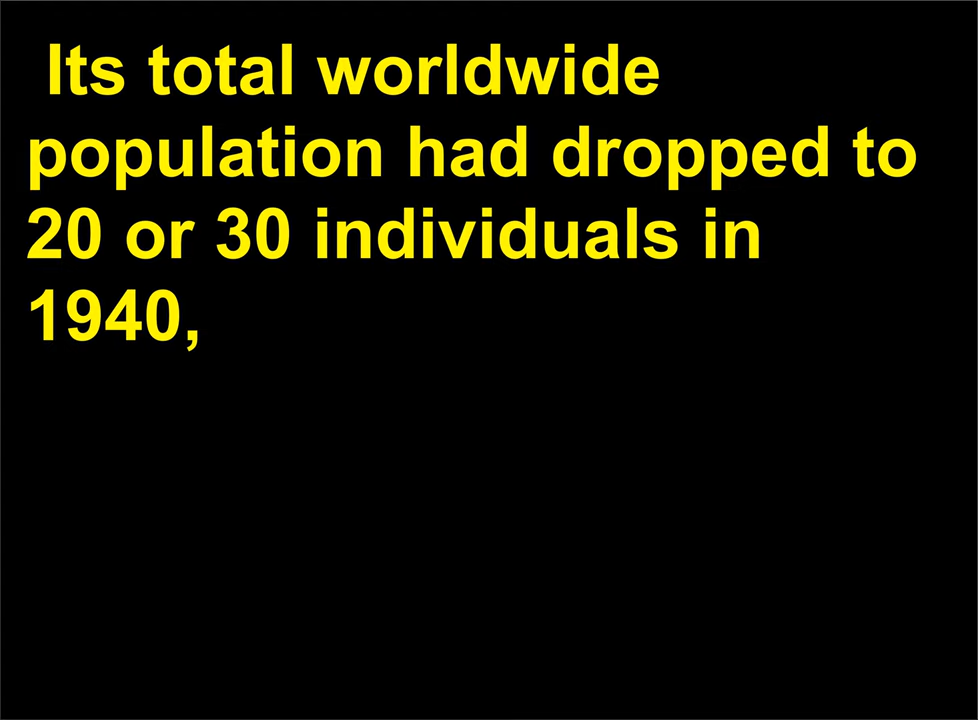 Its total worldwide
population had dropped to
20 or 30 individuals in
1940,